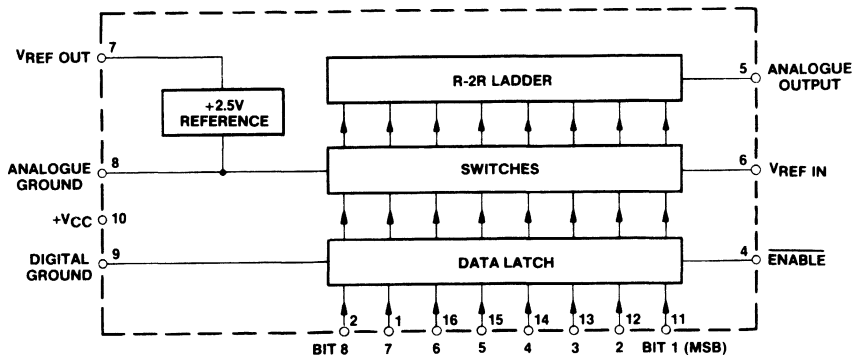 7
VREF OUT
R-2R LADDER
5
ANALOGUE
OUTPUT
+2.5V
REFERENCE
8
ANALOGUE
GROUND
SWITCHES
6
VREF IN
+VCC
10
9
DIGITAL
GROUND
DATA LATCH
4
ENABLE
2 1 16 15 14 13 12 11
BIT 8 7 6 5 4 3 2 BIT 1 (MSB)